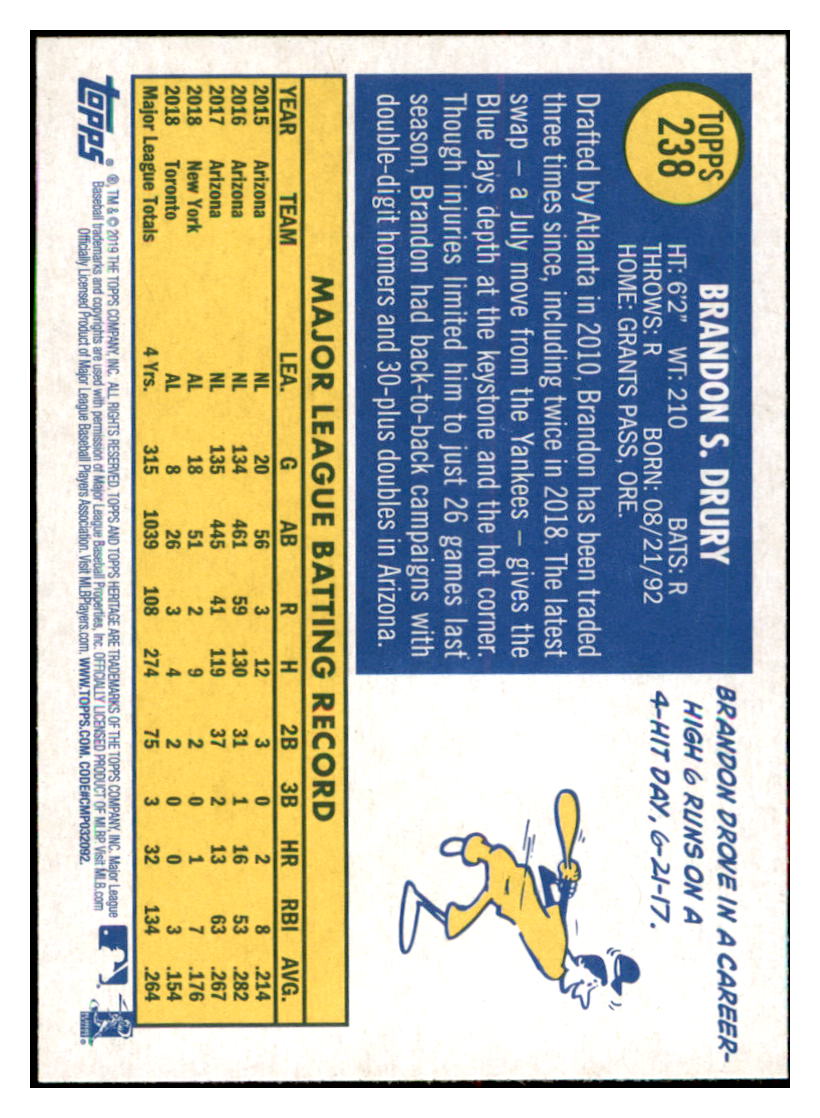 TOPPS
238
BRANDON S. DRURY
HT: 6'2" WT: 210 BATS: R
THROWS: R BORN: 08/21/92
HOME: GRANTS PASS, ORE.
Drafted by Atlanta in 2010, Brandon has been traded
three times since, including twice in 2018. The latest
swap – a July move from the Yankees – gives the
Blue Jays depth at the keystone and the hot corner.
Though injuries limited him to just 26 games last
season, Brandon had back-to-back campaigns with
double-digit homers and 30-plus doubles in Arizona.
BRANDON DROVE IN A CAREER-
HIGH 6 RUNS ON A
4-HIT DAY, 6-21-17.
MAJOR LEAGUE BATTING RECORD
YEAR TEAM LEA. G AB R H 2B 3B HR RBI AVG.
2015 Arizona NL 20 56 3 12 3 0 2 8 .214
2016 Arizona NL 134 461 59 130 31 1 16 53 .282
2017 Arizona NL 135 445 41 119 37 2 13 63 .267
2018 New York AL 18 51 2 9 2 0 1 7 .176
2018 Toronto AL 8 26 3 4 2 0 0 3 .154
Major League Totals 4 Yrs. 315 1039 108 274 75 3 32 134 .264
topps
®, TM & © 2019 THE TOPPS COMPANY, INC. ALL RIGHTS RESERVED. TOPPS AND TOPPS HERITAGE ARE TRADEMARKS OF THE TOPPS COMPANY, INC. Major League
Baseball trademarks and copyrights are used with permission of Major League Baseball Properties, Inc. OFFICIALLY LICENSED PRODUCT OF MLBP Visit MLB.com
Officially Licensed Product of Major League Baseball Players Association. Visit MLBPlayers.com. WWW.TOPPS.COM. CODE#CMP032092.